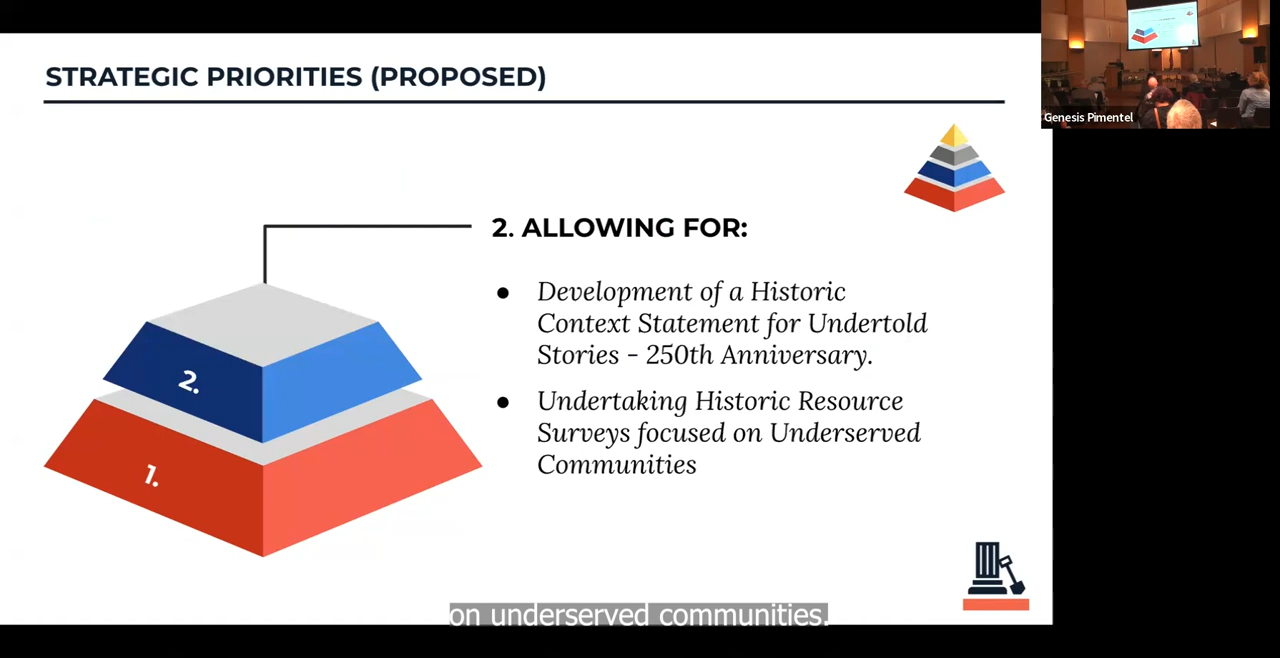 STRATEGIC PRIORITIES (PROPOSED)
Genesis Pimentel
2. ALLOWING FOR:
● Development of a Historic
Context Statement for Undertold
Stories - 250th Anniversary.
● Undertaking Historic Resource
Surveys focused on Underserved
Communities
2.
1.
on underserved communities.